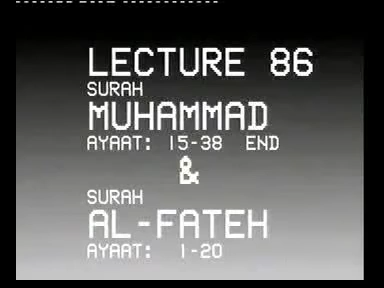 LECTURE 86
SURAH
MUHAMMAD
AYAAT: 15-38 END
&
SURAH
AL-FATEH
AYAAT: 1-20